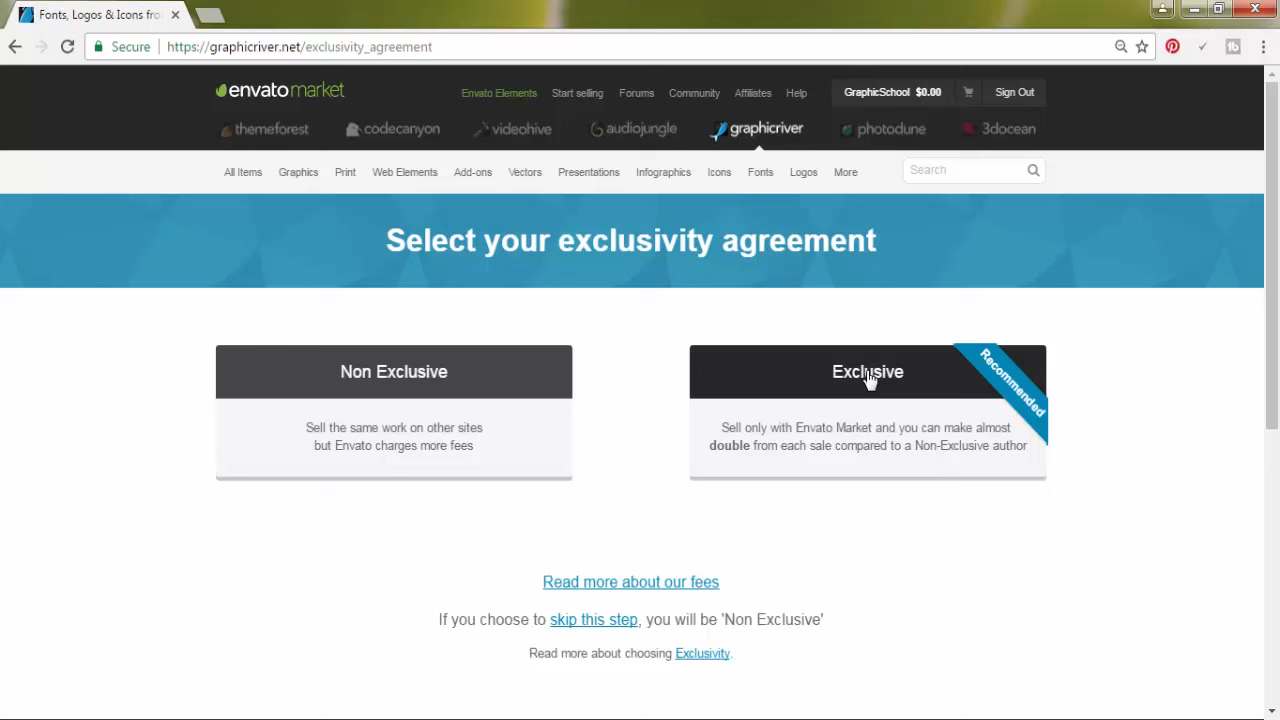 Fonts, Logos & Icons fro
Secure https://graphicriver.net/exclusivity_agreement
envatomarket
Envato Elements Start selling Forums Community Affiliates Help GraphicSchool $0.00 Sign Out
themeforest codecanyon videohive audiojungle graphicriver photodune 3docean
All Items Graphics Print Web Elements Add-ons Vectors Presentations Infographics Icons Fonts Logos More Search
Select your exclusivity agreement
Non Exclusive
Sell the same work on other sites
but Envato charges more fees
Exclusive
Recommended
Sell only with Envato Market and you can make almost
double from each sale compared to a Non-Exclusive author
Read more about our fees
If you choose to skip this step, you will be 'Non Exclusive'
Read more about choosing Exclusivity.